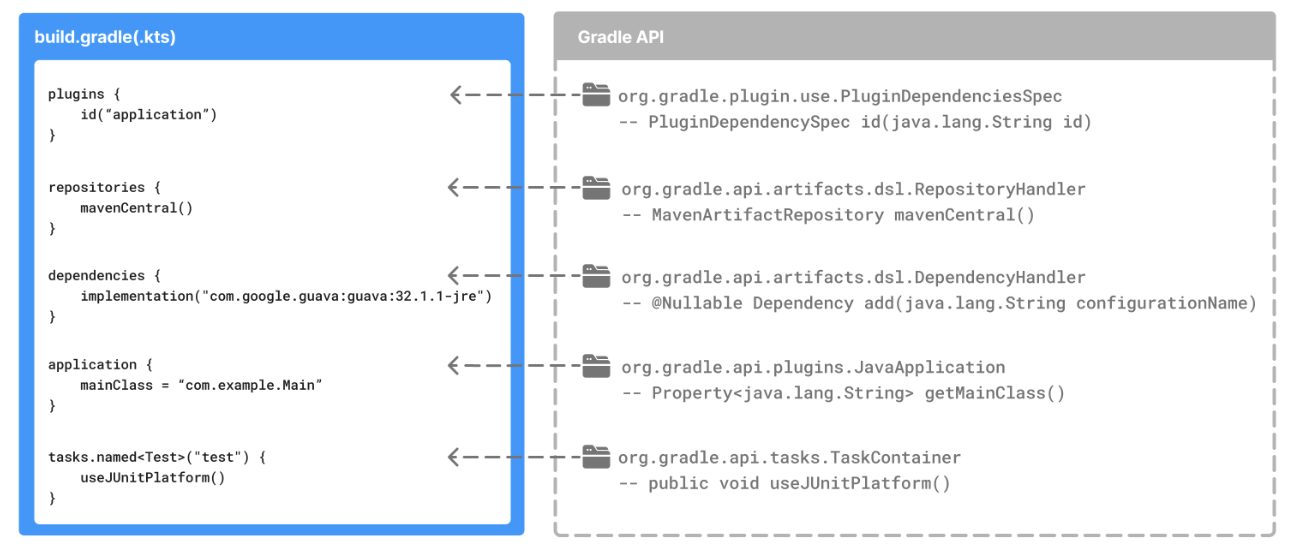 build.gradle(.kts)
plugins {
    id(“application”)
}
repositories {
    mavenCentral()
}
dependencies {
    implementation("com.google.guava:guava:32.1.1-jre")
}
application {
    mainClass = “com.example.Main”
}
tasks.named<Test>("test") {
    useJUnitPlatform()
}
Gradle API
org.gradle.plugin.use.PluginDependenciesSpec
-- PluginDependencySpec id(java.lang.String id)
org.gradle.api.artifacts.dsl.RepositoryHandler
-- MavenArtifactRepository mavenCentral()
org.gradle.api.artifacts.dsl.DependencyHandler
-- @Nullable Dependency add(java.lang.String configurationName)
org.gradle.api.plugins.JavaApplication
-- Property<java.lang.String> getMainClass()
org.gradle.api.tasks.TaskContainer
-- public void useJUnitPlatform()